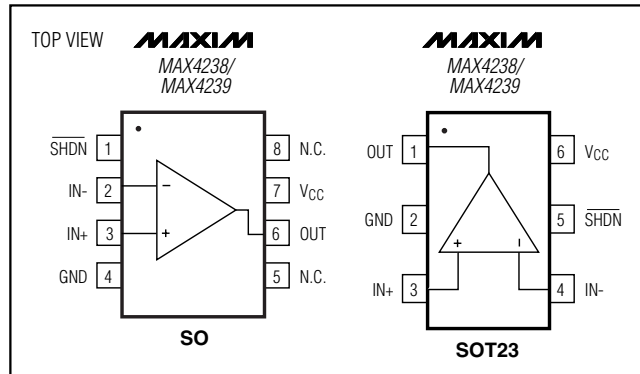 TOP VIEW
MAXIM
MAX4238/
MAX4239
SHDN 1
IN- 2
IN+ 3
GND 4
8 N.C.
7 VCC
6 OUT
5 N.C.
− +
SO
MAXIM
MAX4238/
MAX4239
OUT 1
GND 2
IN+ 3
6 VCC
5 SHDN
4 IN-
+ −
SOT23